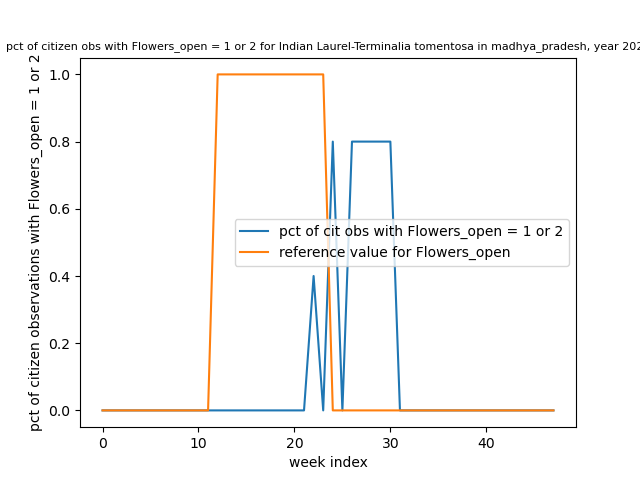 pct of citizen obs with Flowers_open = 1 or 2 for Indian Laurel-Terminalia tomentosa in madhya_pradesh, year 202
pct of citizen observations with Flowers_open = 1 or 2
1.0
0.8
0.6
0.4
0.2
0.0
pct of cit obs with Flowers_open = 1 or 2
reference value for Flowers_open
0 10 20 30 40
week index